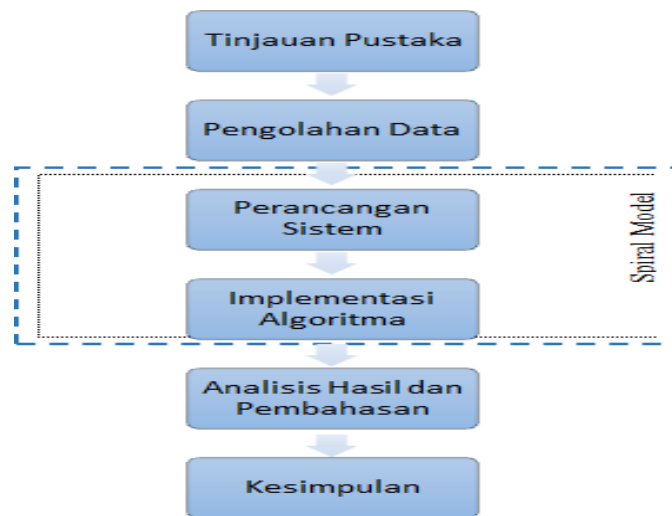 Tinjauan Pustaka
Pengolahan Data
Perancangan
Sistem
Implementasi
Algoritma
Spiral Model
Analisis Hasil dan
Pembahasan
Kesimpulan